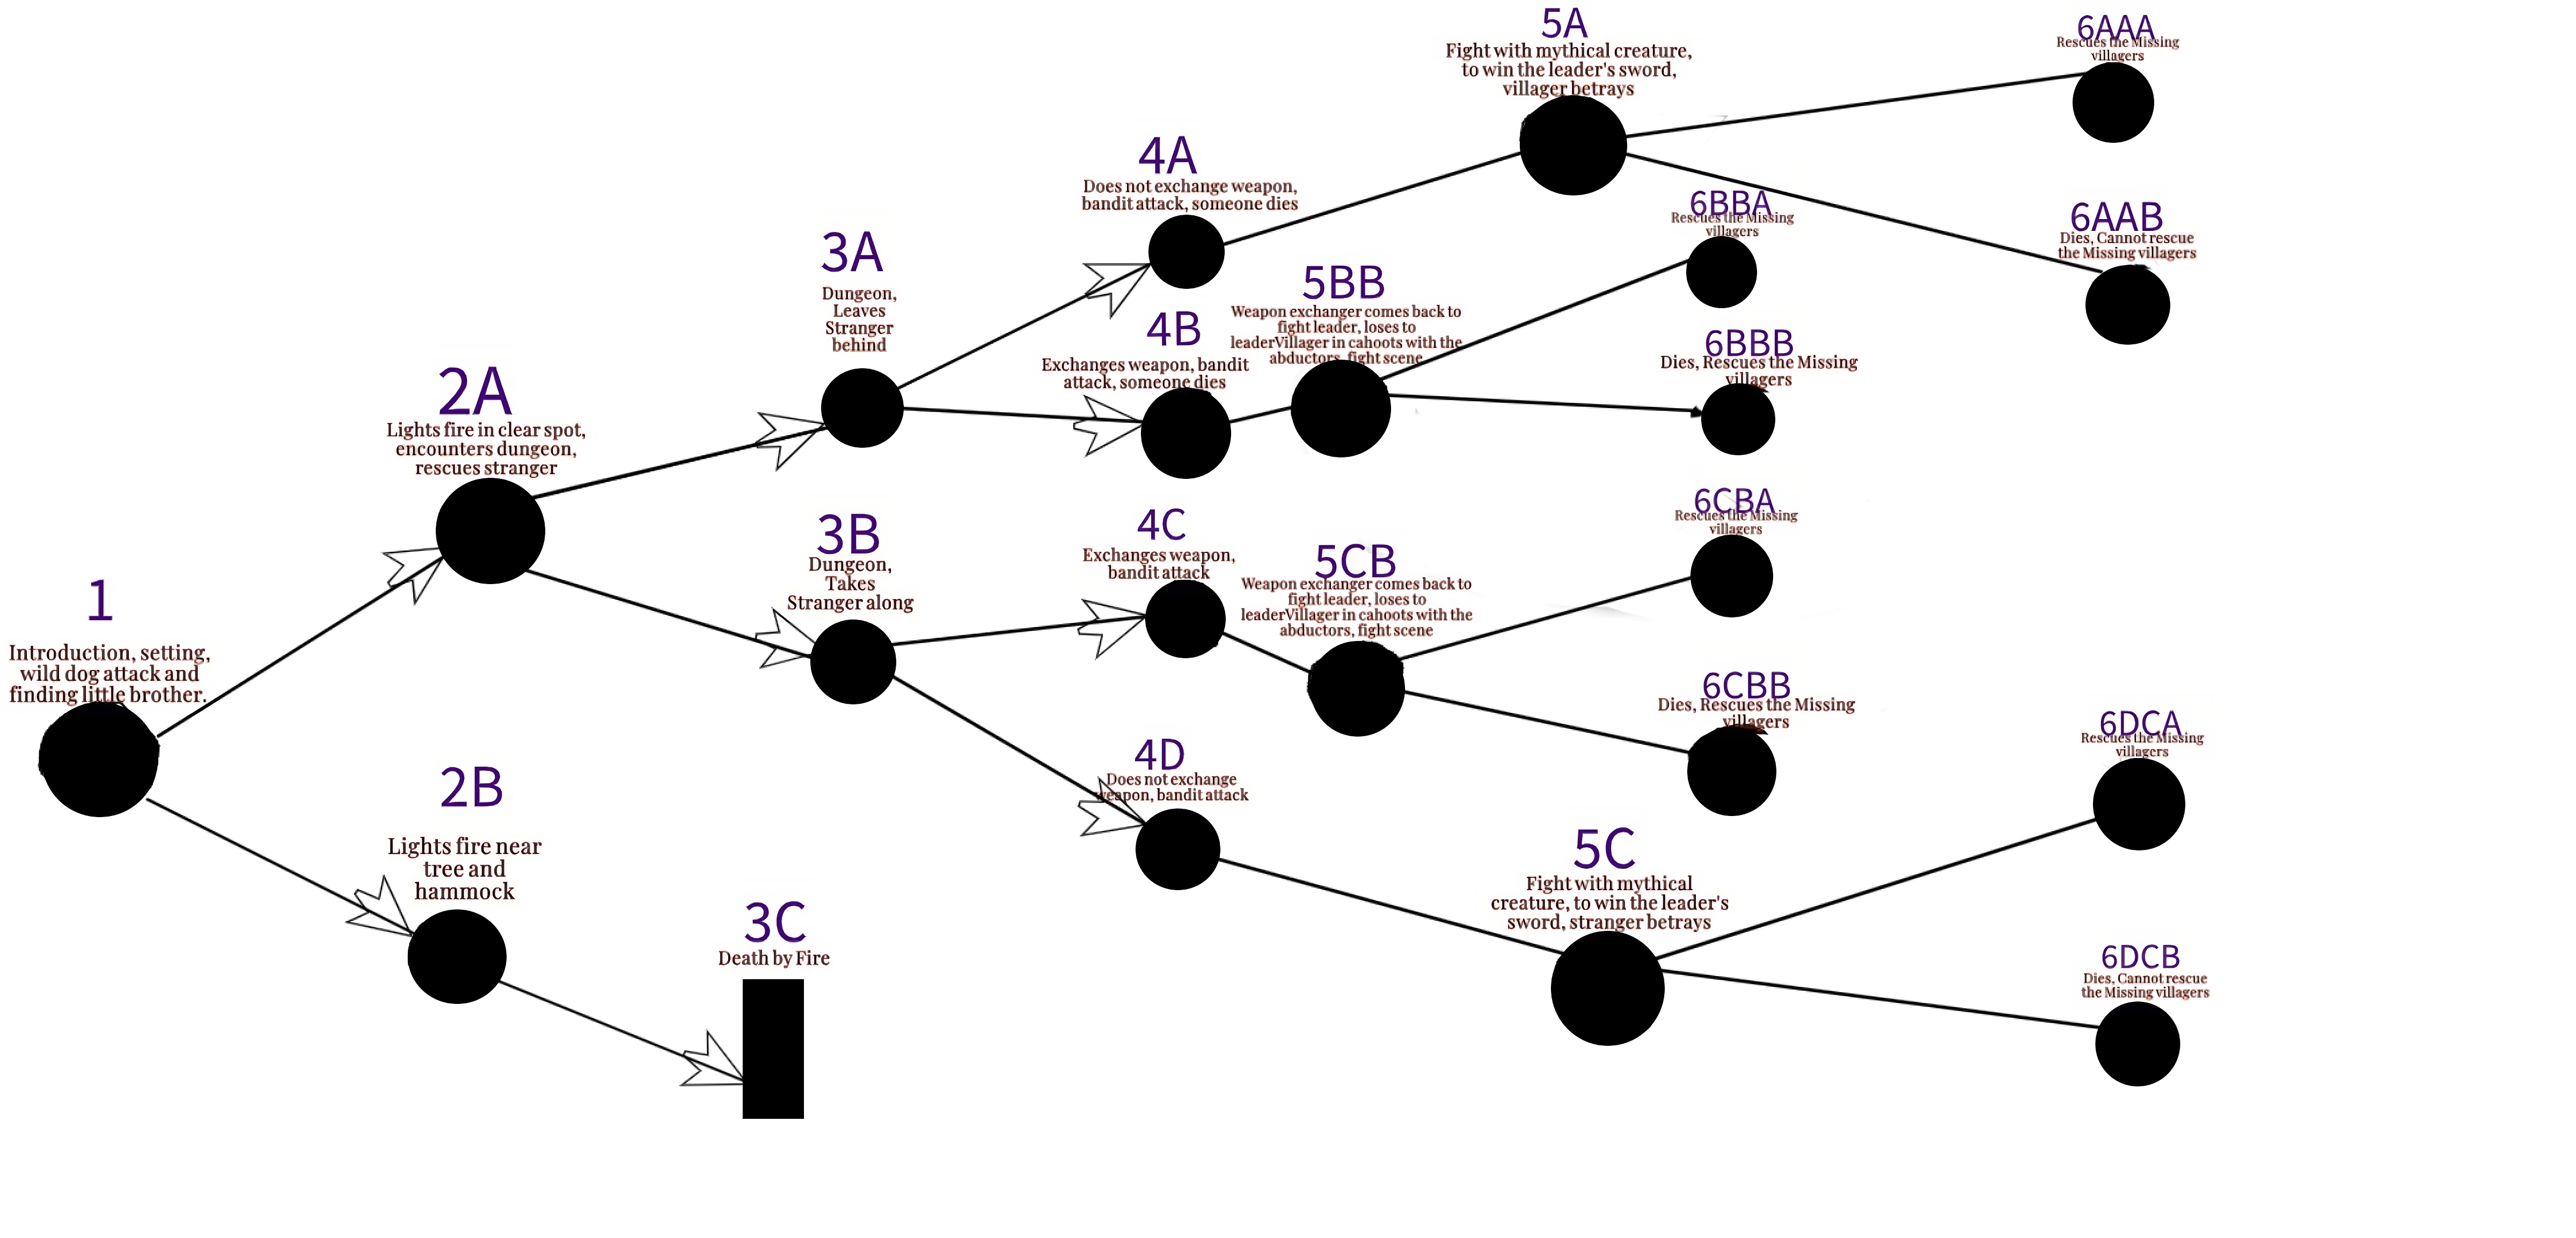 1
Introduction, setting,
wild dog attack and
finding little brother.
2A
Lights fire in clear spot,
encounters dungeon,
rescues stranger
2B
Lights fire near
tree and
hammock
3A
Dungeon,
Leaves
Stranger
behind
3B
Dungeon,
Takes
Stranger along
3C
Death by Fire
4A
Does not exchange weapon,
bandit attack, someone dies
4B
Exchanges weapon, bandit
attack, someone dies
4C
Exchanges weapon,
bandit attack
4D
Does not exchange
weapon, bandit attack
5A
Fight with mythical creature,
to win the leader's sword,
villager betrays
5BB
Weapon exchanger comes back to
fight leader, loses to
leaderVillager in cahoots with the
abductors, fight scene
5CB
Weapon exchanger comes back to
fight leader, loses to
leaderVillager in cahoots with the
abductors, fight scene
5C
Fight with mythical
creature, to win the leader's
sword, stranger betrays
6AAA
Rescues the Missing
villagers
6AAB
Dies, Cannot rescue
the Missing villagers
6BBA
Rescues the Missing
villagers
6BBB
Dies, Rescues the Missing
villagers
6CBA
Rescues the Missing
villagers
6CBB
Dies, Rescues the Missing
villagers
6DCA
Rescues the Missing
villagers
6DCB
Dies, Cannot rescue
the Missing villagers